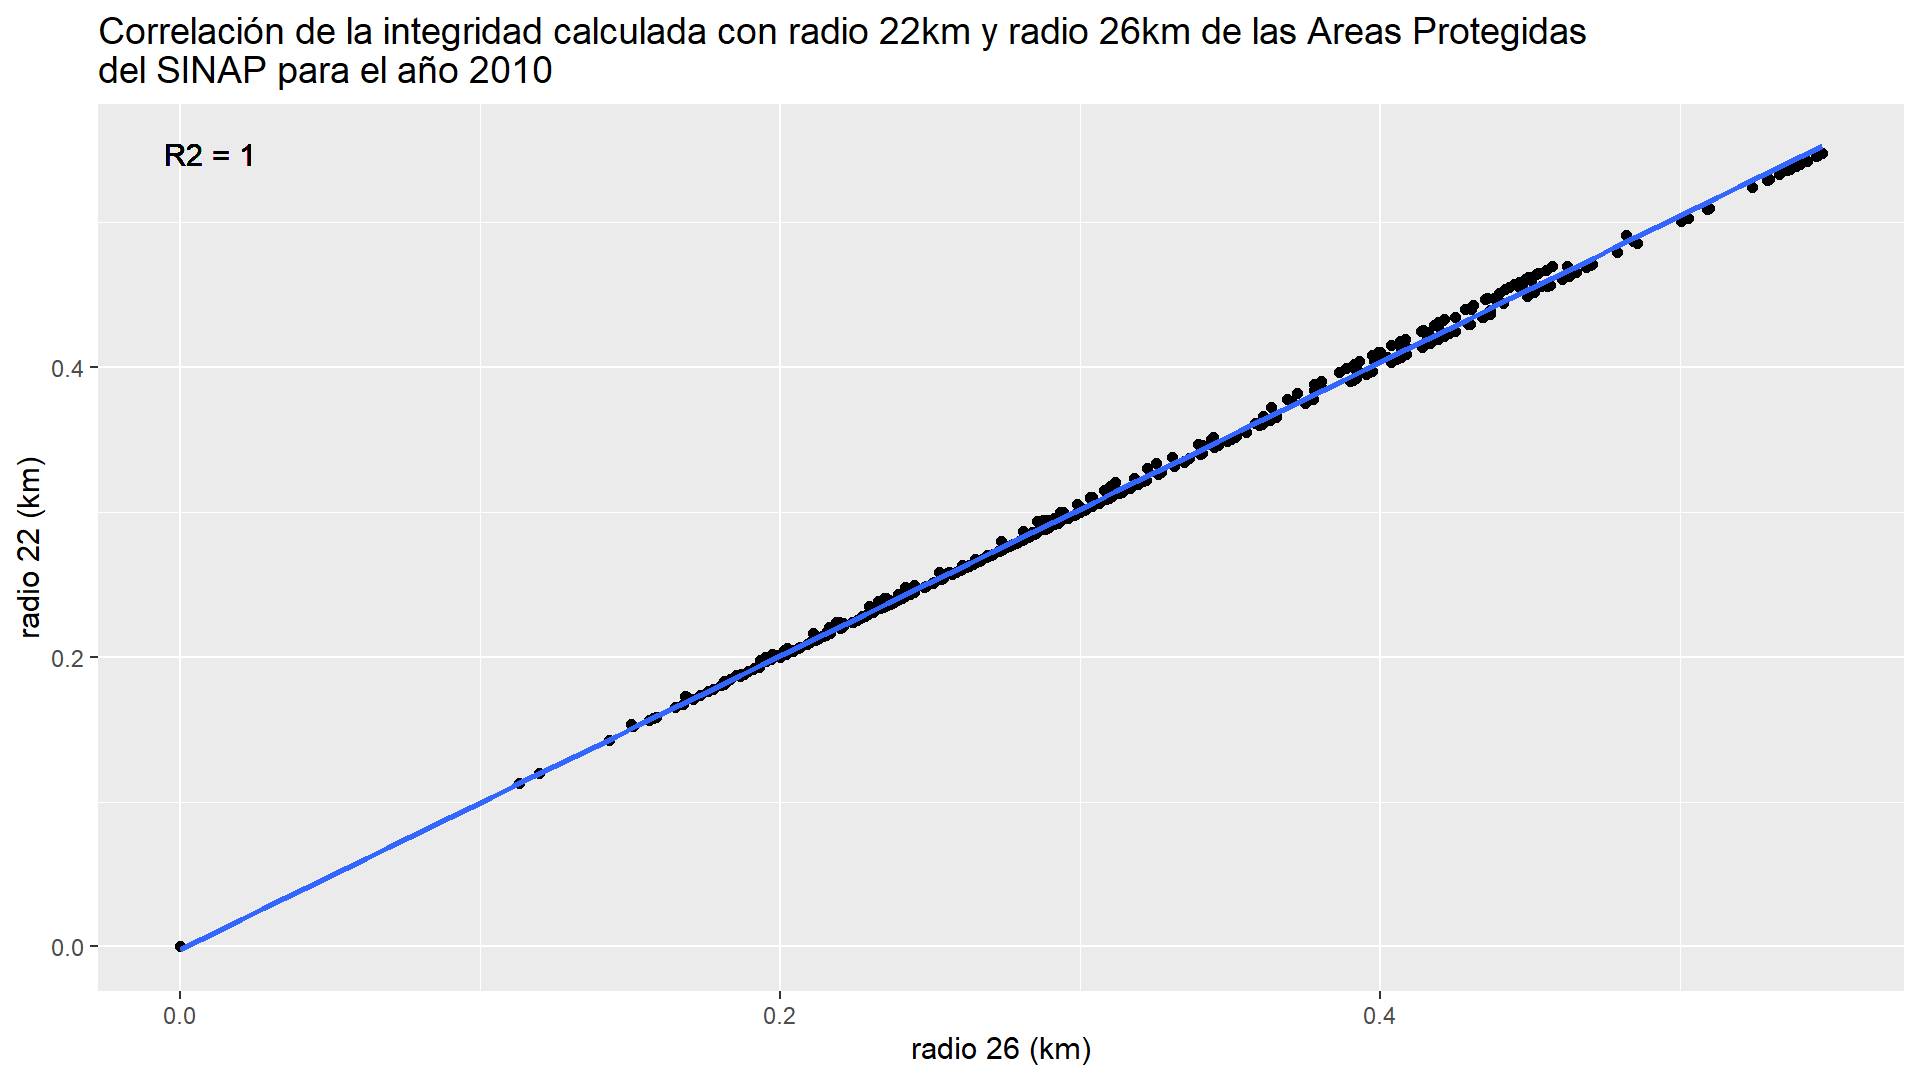 Correlación de la integridad calculada con radio 22km y radio 26km de las Areas Protegidas
del SINAP para el año 2010
R2 = 1
radio 22 (km)
0.4
0.2
0.0
0.0
0.2
0.4
radio 26 (km)